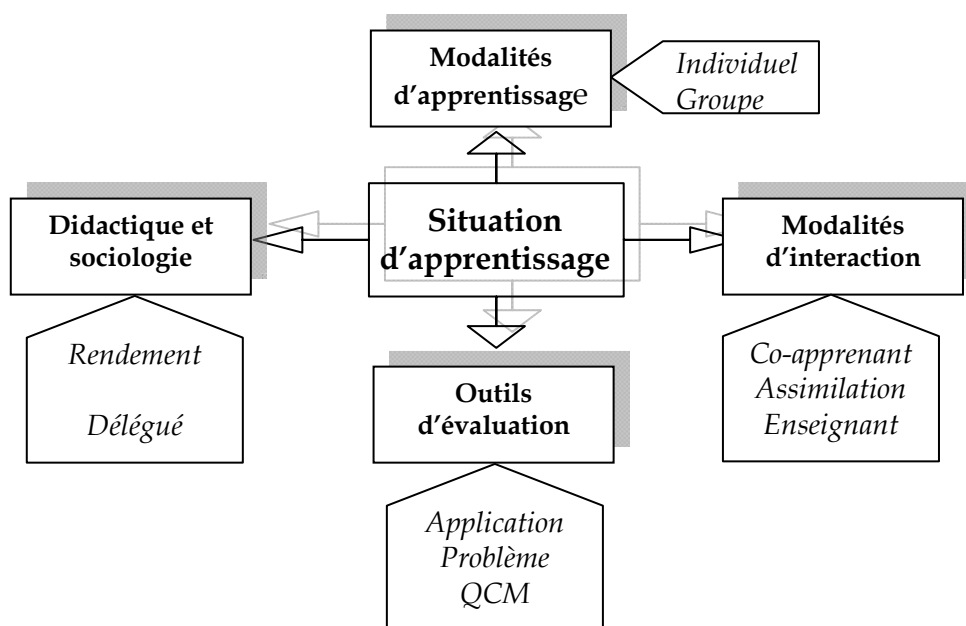 Modalités
d’apprentissage
Individuel
Groupe
Didactique et
sociologie
Situation
d’apprentissage
Modalités
d’interaction
Rendement
Délégué
Outils
d’évaluation
Co-apprenant
Assimilation
Enseignant
Application
Problème
QCM